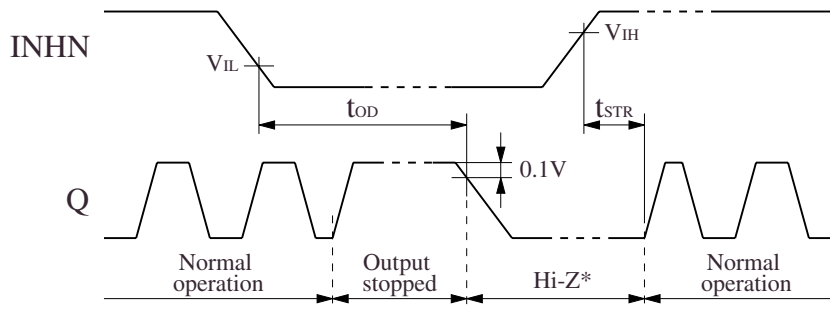 INHN
VIL
VIH
tOD
tSTR
0.1V
Q
Normal
operation
Output
stopped
Hi-Z*
Normal
operation